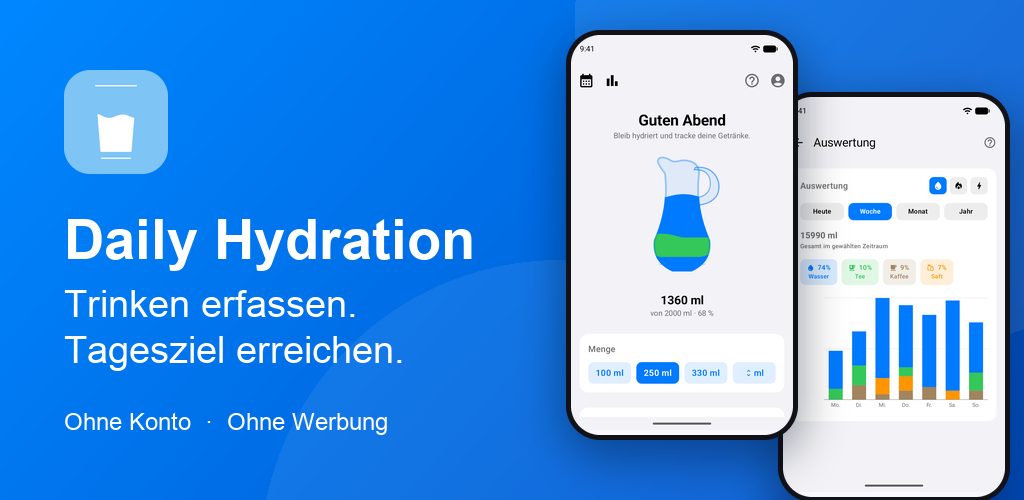 Daily Hydration
Trinken erfassen.
Tagesziel erreichen.
Ohne Konto · Ohne Werbung
9:41
Guten Abend
Bleib hydriert und tracke deine Getränke.
1360 ml
von 2000 ml · 68 %
Menge
100 ml
250 ml
330 ml
ml
41
Auswertung
Auswertung
Heute
Woche
Monat
Jahr
15990 ml
Gesamt im gewählten Zeitraum
74%
Wasser
10%
Tee
9%
Kaffee
7%
Saft
Mo.
Di.
Mi.
Do.
Fr.
Sa.
So.